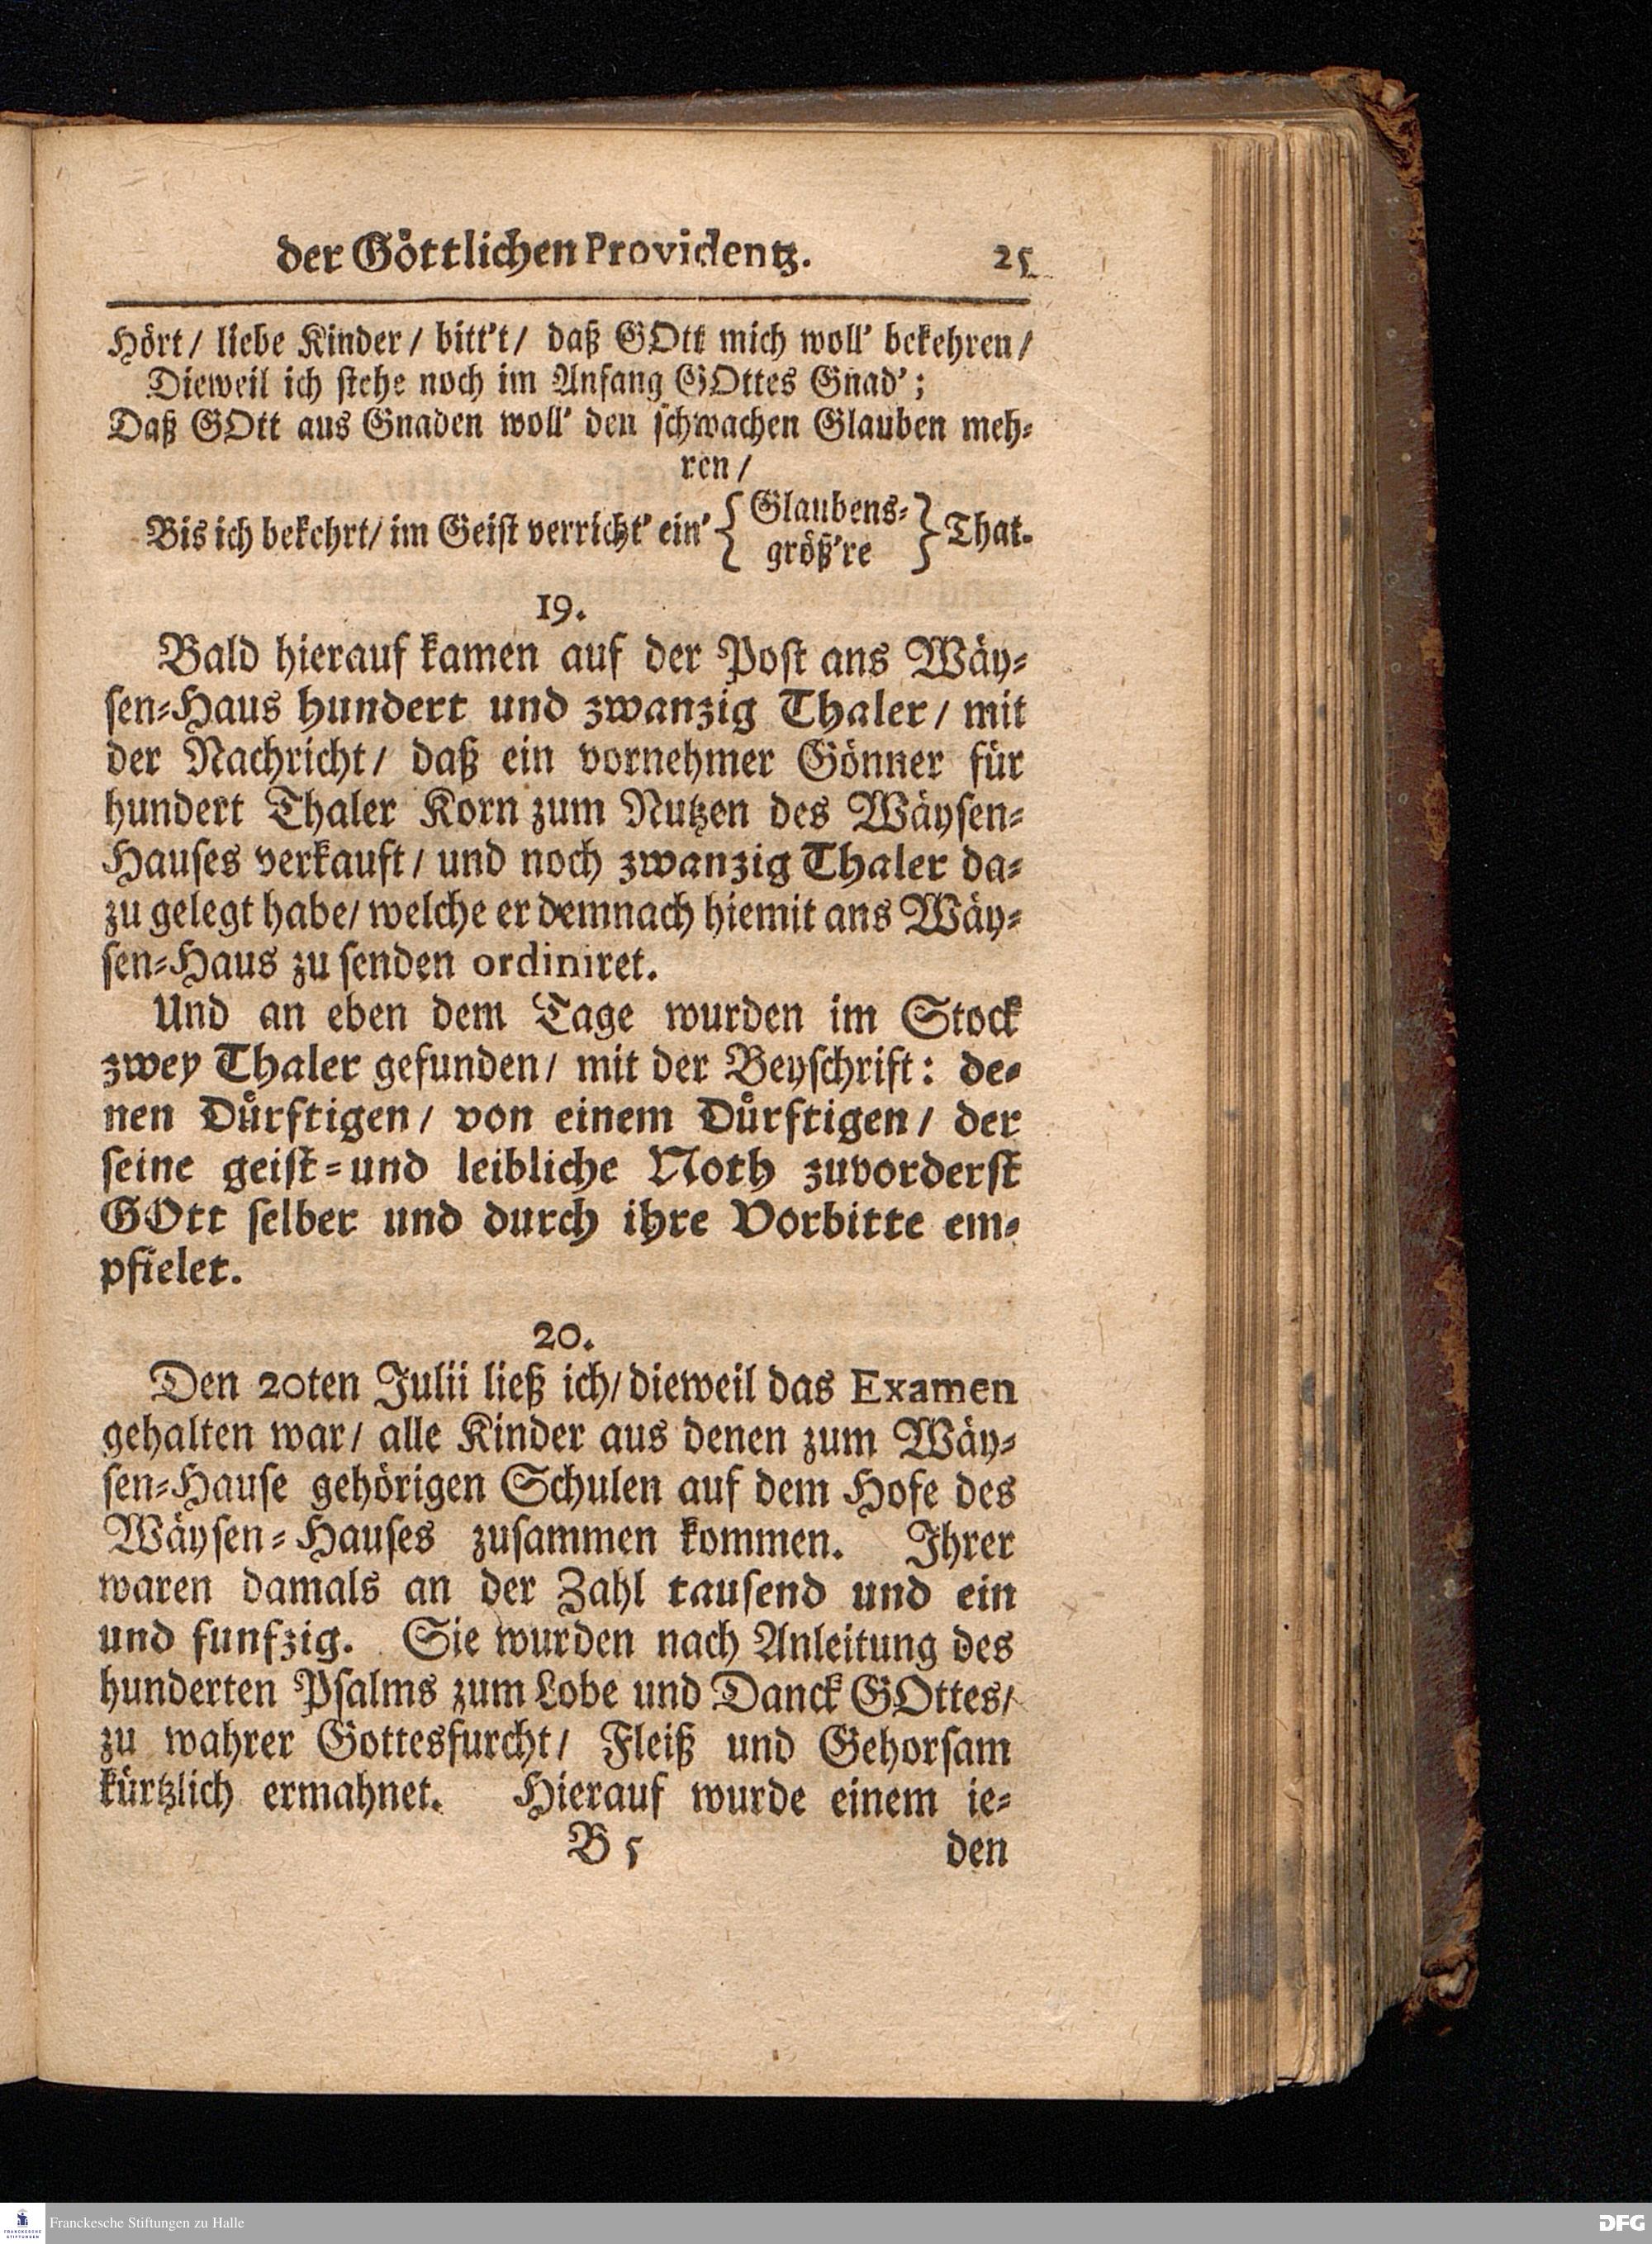 der Göttlichen Providentz. 25
Hört/ liebe Kinder/ bitt't/ daß GOtt mich woll' bekehren/
Dieweil ich stehe noch im Anfang GOttes Gnad';
Daß GOtt aus Gnaden woll' den schwachen Glauben meh-
ren/
Bis ich bekehrt/ im Geist verricht' ein' { Glaubens- größ're } That.
19.
Bald hierauf kamen auf der Post ans Wäy-
sen-Haus hundert und zwanzig Thaler/ mit
der Nachricht/ daß ein vornehmer Gönner für
hundert Thaler Korn zum Nutzen des Wäysen-
Hauses verkauft/ und noch zwanzig Thaler da-
zu gelegt habe/ welche er demnach hiemit ans Wäy-
sen-Haus zu senden ordiniret.
Und an eben dem Tage wurden im Stock
zwey Thaler gefunden/ mit der Beyschrift: de-
nen Dürftigen/ von einem Dürftigen/ der
seine geist-und leibliche Noth zuvorderst
GOtt selber und durch ihre Vorbitte em-
pfielet.
20.
Den 20ten Julii ließ ich/ dieweil das Examen
gehalten war/ alle Kinder aus denen zum Wäy-
sen-Hause gehörigen Schulen auf dem Hofe des
Wäysen-Hauses zusammen kommen. Ihrer
waren damals an der Zahl tausend und ein
und funfzig. Sie wurden nach Anleitung des
hunderten Psalms zum Lobe und Danck GOttes/
zu wahrer Gottesfurcht/ Fleiß und Gehorsam
kürtzlich ermahnet. Hierauf wurde einem ie-
B 5 den
FRANCKESCHE STIFTUNGEN
Franckesche Stiftungen zu Halle
DFG